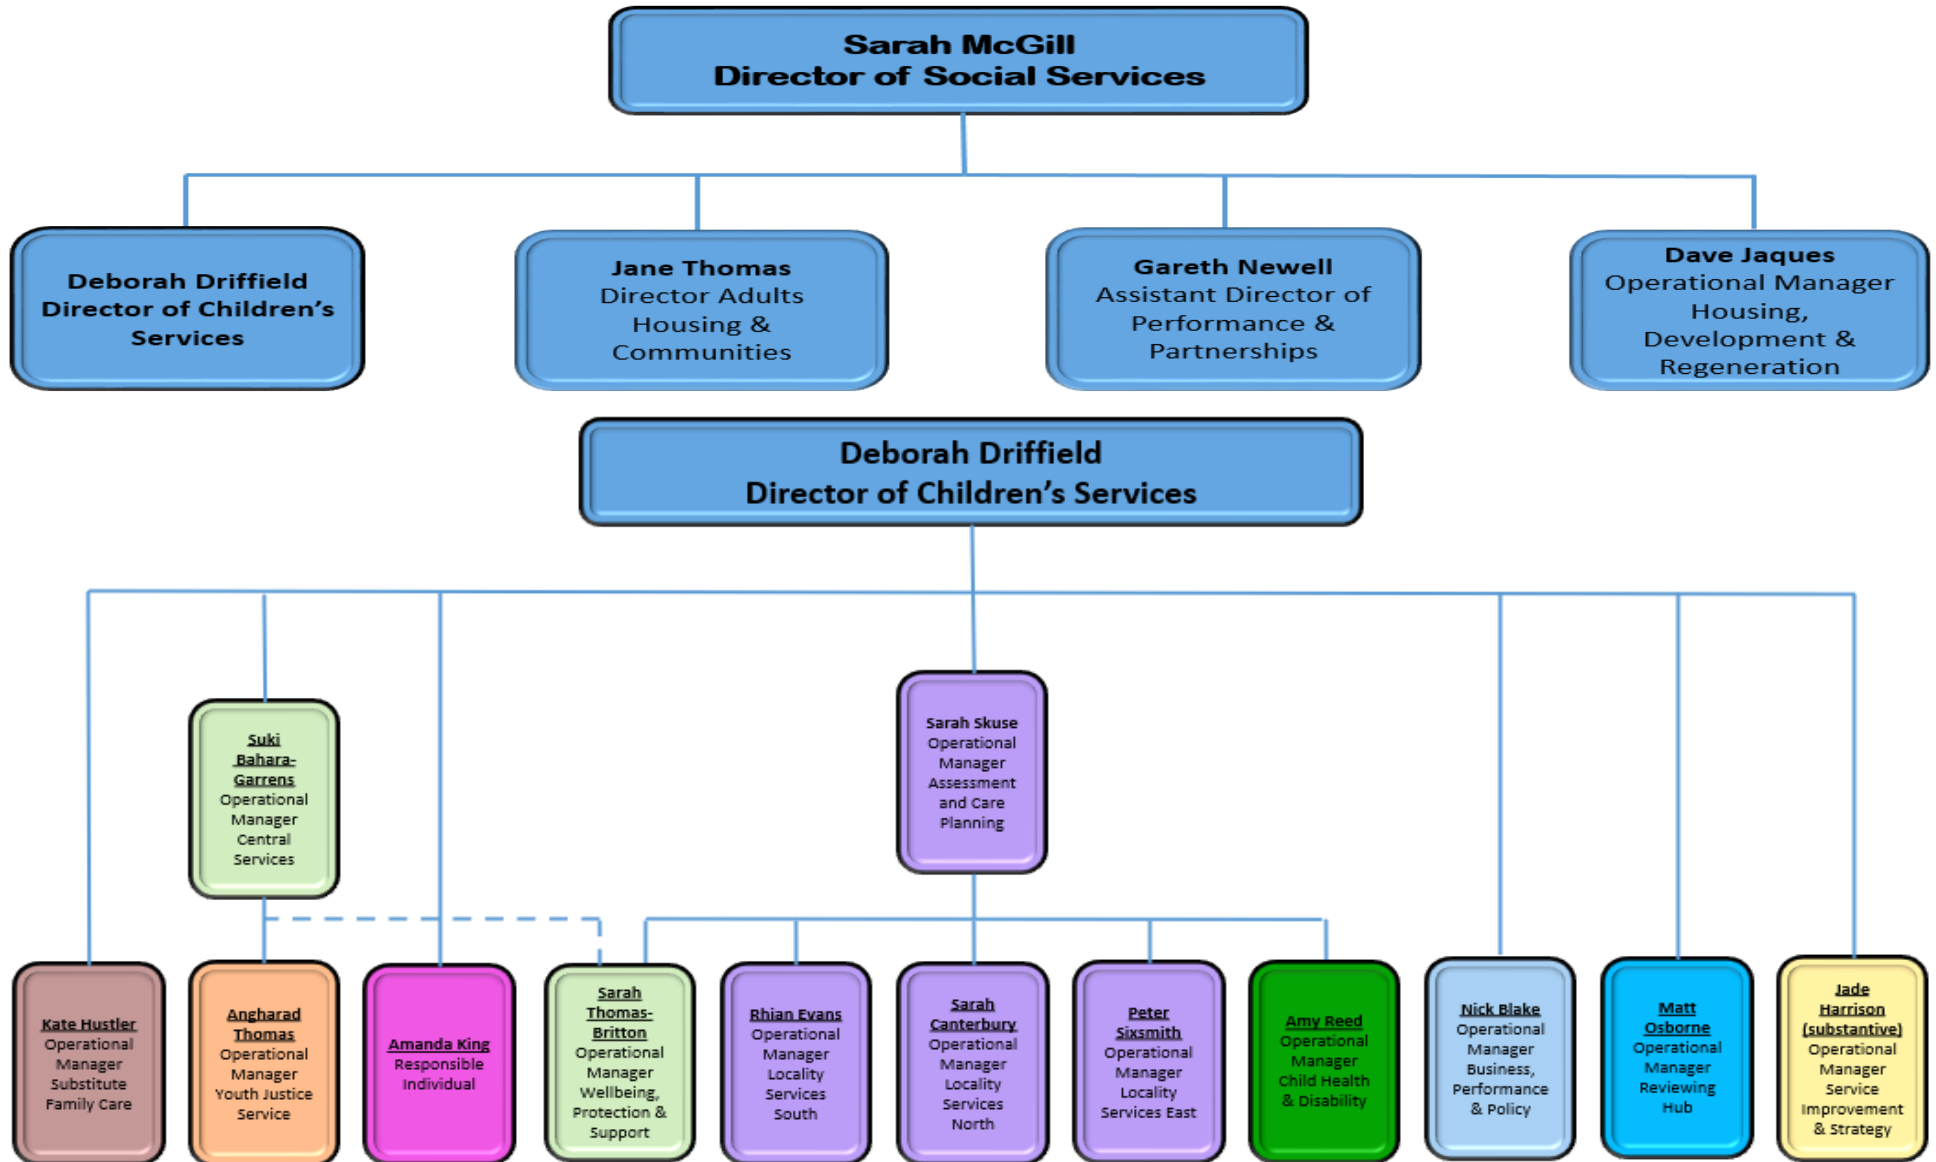 Sarah McGill
Director of Social Services
Deborah Driffield
Director of Children’s
Services
Jane Thomas
Director Adults
Housing &
Communities
Gareth Newell
Assistant Director of
Performance &
Partnerships
Dave Jaques
Operational Manager
Housing,
Development &
Regeneration
Deborah Driffield
Director of Children’s Services
Suki
Bahara-
Garrens
Operational
Manager
Central
Services
Sarah Skuse
Operational
Manager
Assessment
and Care
Planning
Kate Hustler
Operational
Manager
Substitute
Family Care
Angharad
Thomas
Operational
Manager
Youth Justice
Service
Amanda King
Responsible
Individual
Sarah
Thomas-
Britton
Operational
Manager
Wellbeing,
Protection &
Support
Rhian Evans
Operational
Manager
Locality
Services
South
Sarah
Canterbury
Operational
Manager
Locality
Services
North
Peter
Sixsmith
Operational
Manager
Locality
Services East
Amy Reed
Operational
Manager
Child Health
& Disability
Nick Blake
Operational
Manager
Business,
Performance
& Policy
Matt
Osborne
Operational
Manager
Reviewing
Hub
Jade
Harrison
(substantive)
Operational
Manager
Service
Improvement
& Strategy